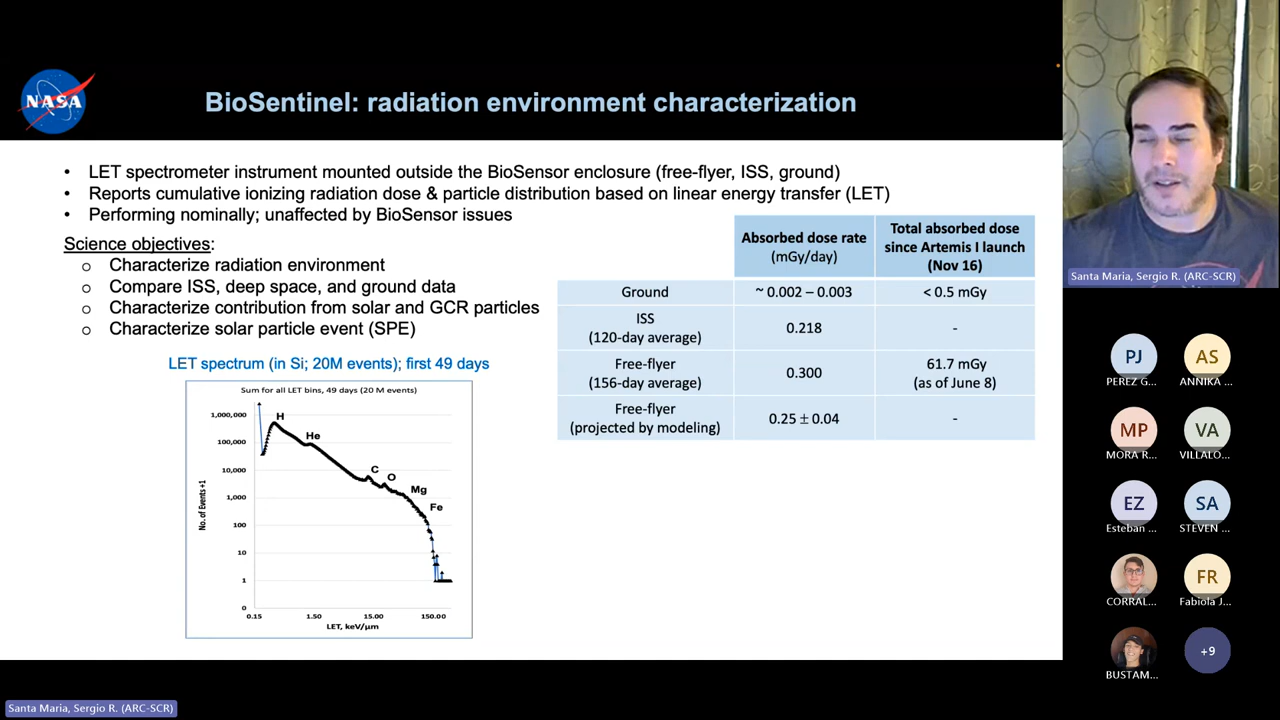 NASA
BioSentinel: radiation environment characterization
• LET spectrometer instrument mounted outside the BioSensor enclosure (free-flyer, ISS, ground)
• Reports cumulative ionizing radiation dose & particle distribution based on linear energy transfer (LET)
• Performing nominally; unaffected by BioSensor issues
Science objectives:
o Characterize radiation environment
o Compare ISS, deep space, and ground data
o Characterize contribution from solar and GCR particles
o Characterize solar particle event (SPE)
LET spectrum (in Si; 20M events); first 49 days
Sum for all LET bins, 49 days (20 M events)
1,000,000
100,000
10,000
1,000
100
10
1
0
No. of Events +1
H
He
C
O
Mg
Fe
0.15 1.50 15.00 150.00
LET, keV/µm
Absorbed dose rate
(mGy/day)
Total absorbed dose
since Artemis I launch
(Nov 16)
Ground ~ 0.002 – 0.003 < 0.5 mGy
ISS
(120-day average)
0.218 -
Free-flyer
(156-day average)
0.300
61.7 mGy
(as of June 8)
Free-flyer
(projected by modeling)
0.25 ± 0.04 -
Santa Maria, Sergio R. (ARC-SCR)
PJ AS
PEREZ G... ANNIKA ...
MP VA
MORA R... VILLALO...
EZ SA
Esteban ... STEVEN ...
FR
CORRAL... Fabiola J...
+9
BUSTAM...
Santa Maria, Sergio R. (ARC-SCR)